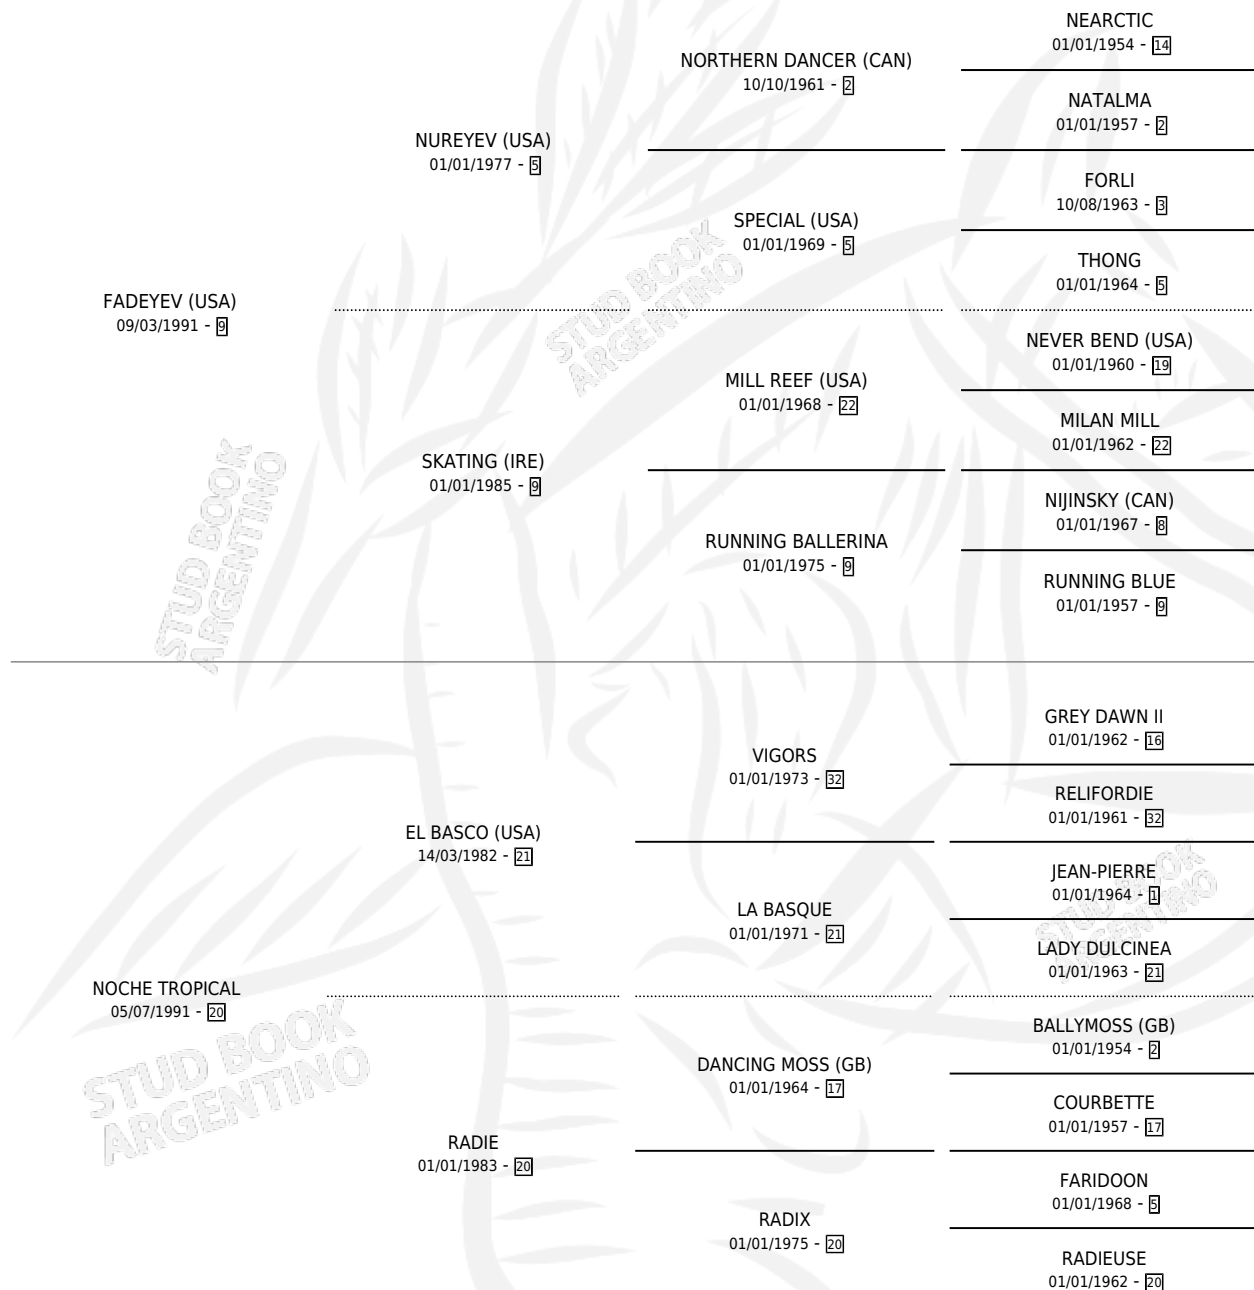 NEARCTIC
01/01/1954 - 14
NORTHERN DANCER (CAN)
10/10/1961 - 2
NATALMA
01/01/1957 - 2
NUREYEV (USA)
01/01/1977 - 5
FORLI
10/08/1963 - 3
SPECIAL (USA)
01/01/1969 - 5
THONG
01/01/1964 - 5
FADEYEV (USA)
09/03/1991 - 9
STUD BOOK
ARGENTINO
NEVER BEND (USA)
01/01/1960 - 19
MILL REEF (USA)
01/01/1968 - 22
MILAN MILL
01/01/1962 - 22
SKATING (IRE)
01/01/1985 - 9
NIJINSKY (CAN)
01/01/1967 - 8
RUNNING BALLERINA
01/01/1975 - 9
RUNNING BLUE
01/01/1957 - 9
STUD BOOK
ARGENTINO
GREY DAWN II
01/01/1962 - 16
VIGORS
01/01/1973 - 32
RELIFORDIE
01/01/1961 - 32
EL BASCO (USA)
14/03/1982 - 21
JEAN-PIERRE
01/01/1964 - 1
LA BASQUE
01/01/1971 - 21
LADY DULCINEA
01/01/1963 - 21
STUD BOOK
ARGENTINO
NOCHE TROPICAL
05/07/1991 - 20
BALLYMOSS (GB)
01/01/1954 - 2
DANCING MOSS (GB)
01/01/1964 - 17
COURBETTE
01/01/1957 - 17
STUD BOOK
ARGENTINO
RADIE
01/01/1983 - 20
FARIDOON
01/01/1968 - 5
RADIX
01/01/1975 - 20
RADIEUSE
01/01/1962 - 20